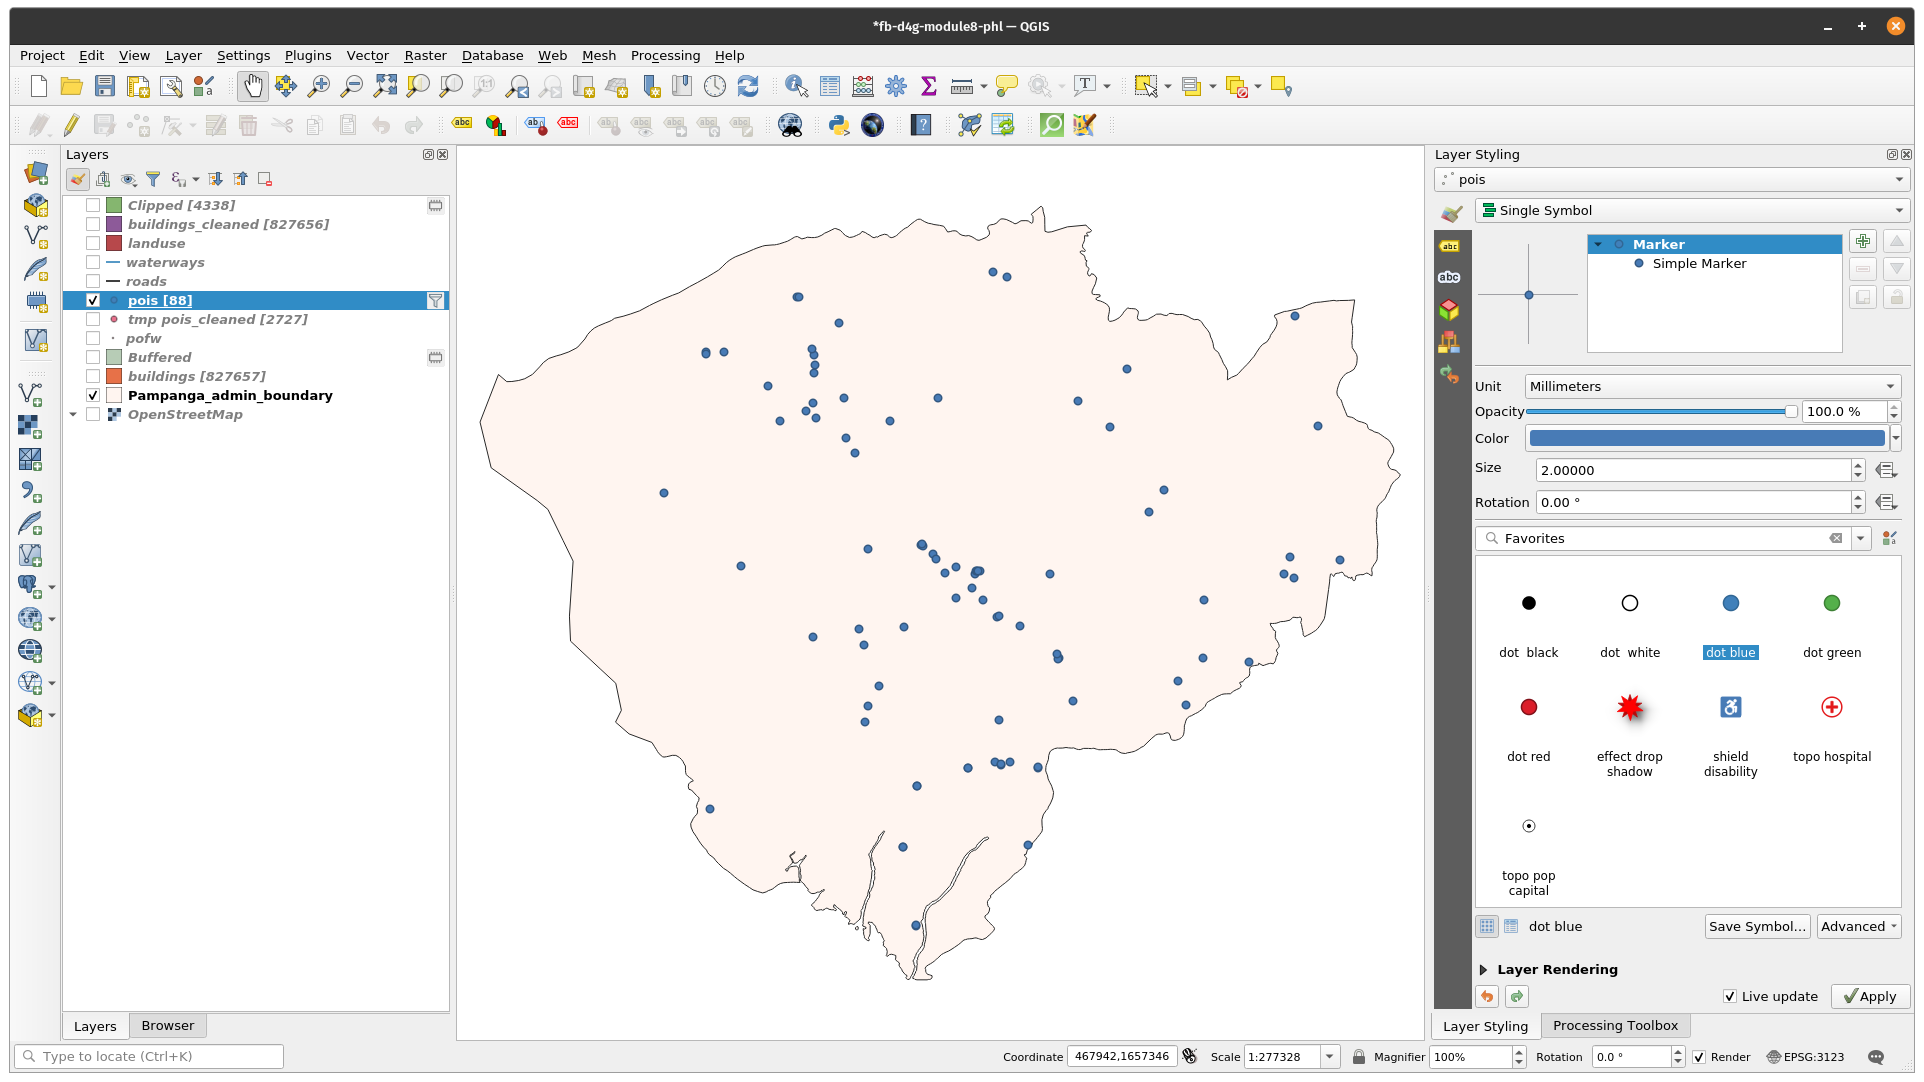 *fb-d4g-module8-phl — QGIS
Project Edit View Layer Settings Plugins Vector Raster Database Web Mesh Processing Help
Layers
Clipped [4338]
buildings_cleaned [827656]
landuse
waterways
roads
pois [88]
tmp pois_cleaned [2727]
pofw
Buffered
buildings [827657]
Pampanga_admin_boundary
OpenStreetMap
Layers Browser
Layer Styling
pois
Single Symbol
Marker
Simple Marker
Unit Millimeters
Opacity 100.0 %
Color
Size 2.00000
Rotation 0.00 °
Favorites
dot black dot white dot blue dot green
dot red effect drop shadow shield disability topo hospital
topo pop capital
dot blue Save Symbol… Advanced
Layer Rendering
Live update Apply
Layer Styling Processing Toolbox
Type to locate (Ctrl+K) Coordinate 467942,1657346 Scale 1:277328 Magnifier 100% Rotation 0.0 ° Render EPSG:3123